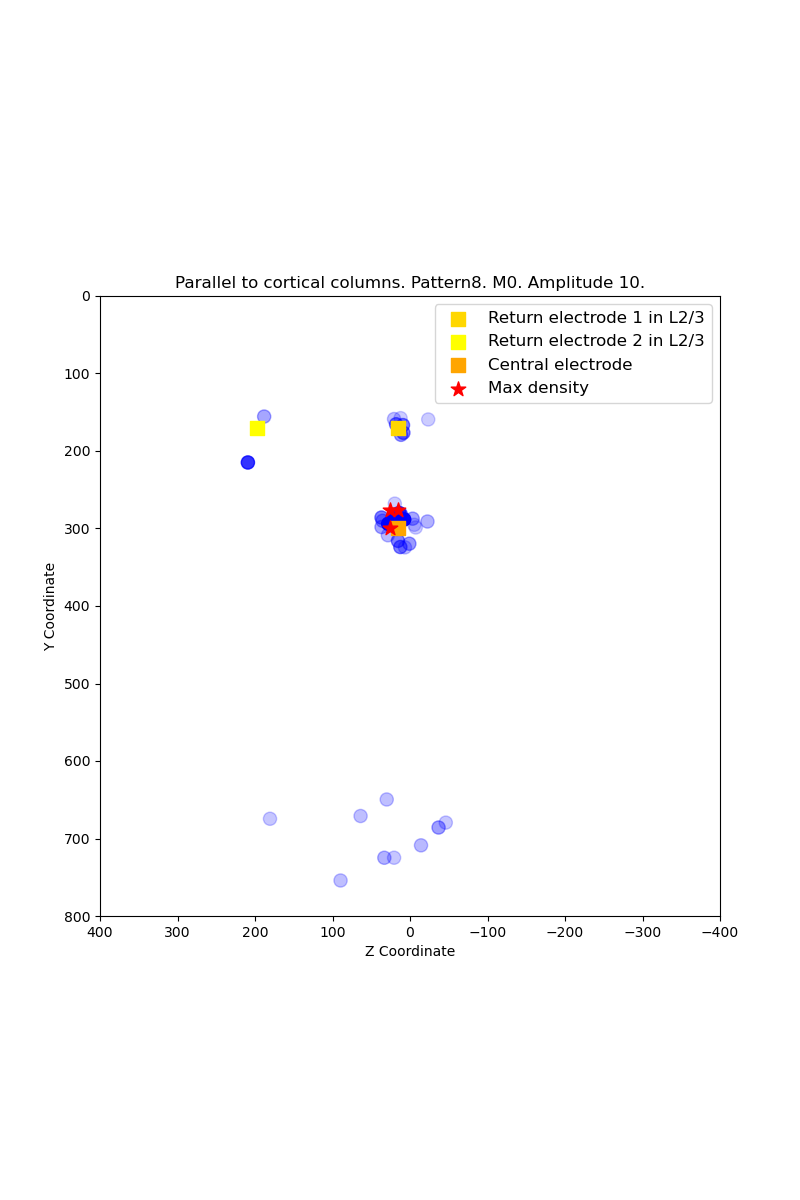 Parallel to cortical columns. Pattern8. M0. Amplitude 10.
Return electrode 1 in L2/3
Return electrode 2 in L2/3
Central electrode
Max density
0
100
200
300
400
500
600
700
800
Y Coordinate
400 300 200 100 0 −100 −200 −300 −400
Z Coordinate